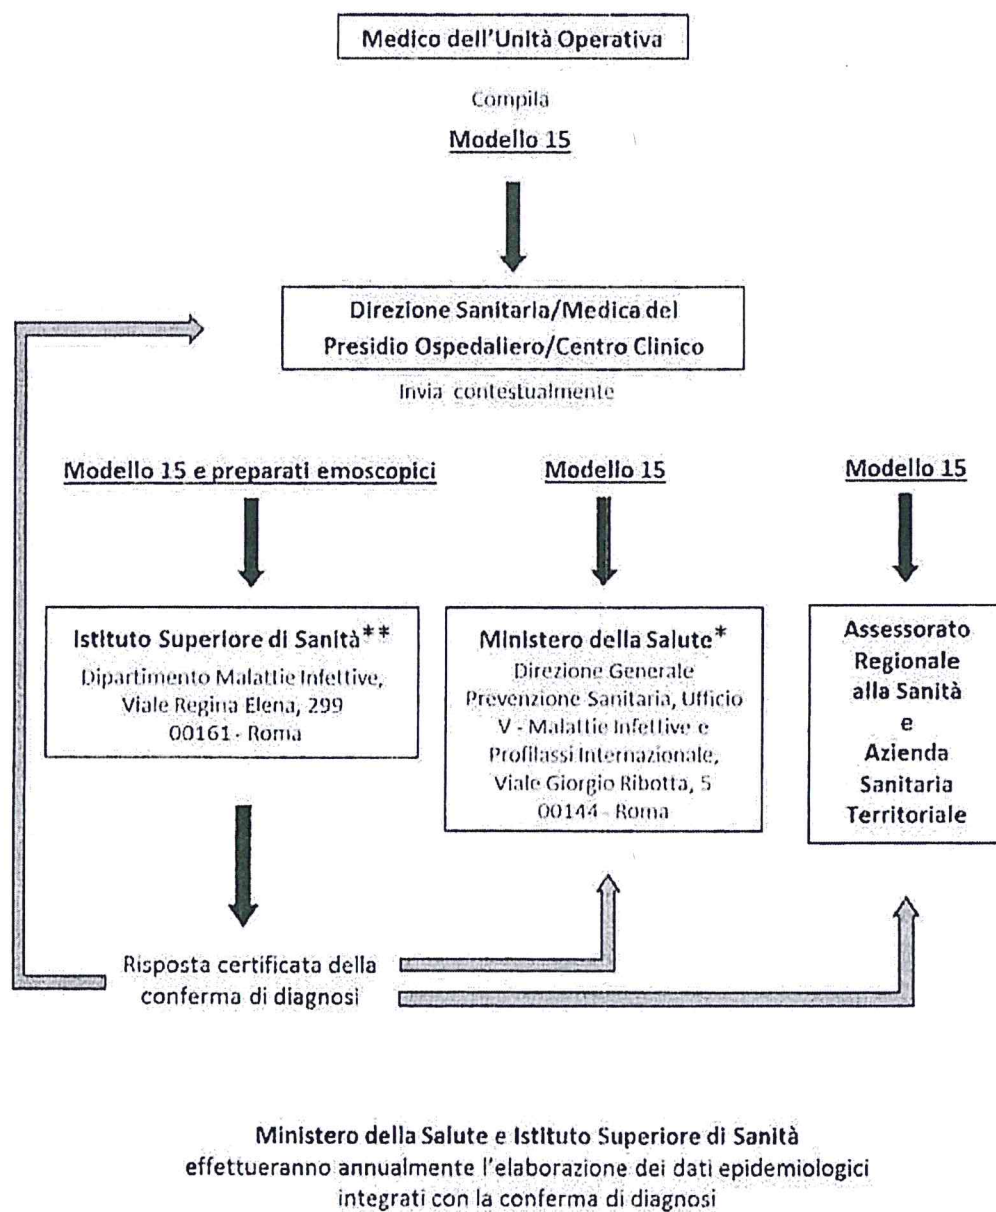 Medico dell'Unità Operativa
Compila
Modello 15
Direzione Sanitaria/Medica del
Presidio Ospedaliero/Centro Clinico
Invia contestualmente
Modello 15 e preparati emoscopici
Modello 15
Modello 15
Istituto Superiore di Sanità**
Dipartimento Malattie Infettive,
Viale Regina Elena, 299
00161 - Roma
Ministero della Salute*
Direzione Generale
Prevenzione Sanitaria, Ufficio
V - Malattie Infettive e
Profilassi Internazionale,
Viale Giorgio Ribotta, 5
00144 - Roma
Assessorato
Regionale
alla Sanità
e
Azienda
Sanitaria
Territoriale
Risposta certificata della
conferma di diagnosi
Ministero della Salute e Istituto Superiore di Sanità
effettueranno annualmente l'elaborazione dei dati epidemiologici
integrati con la conferma di diagnosi